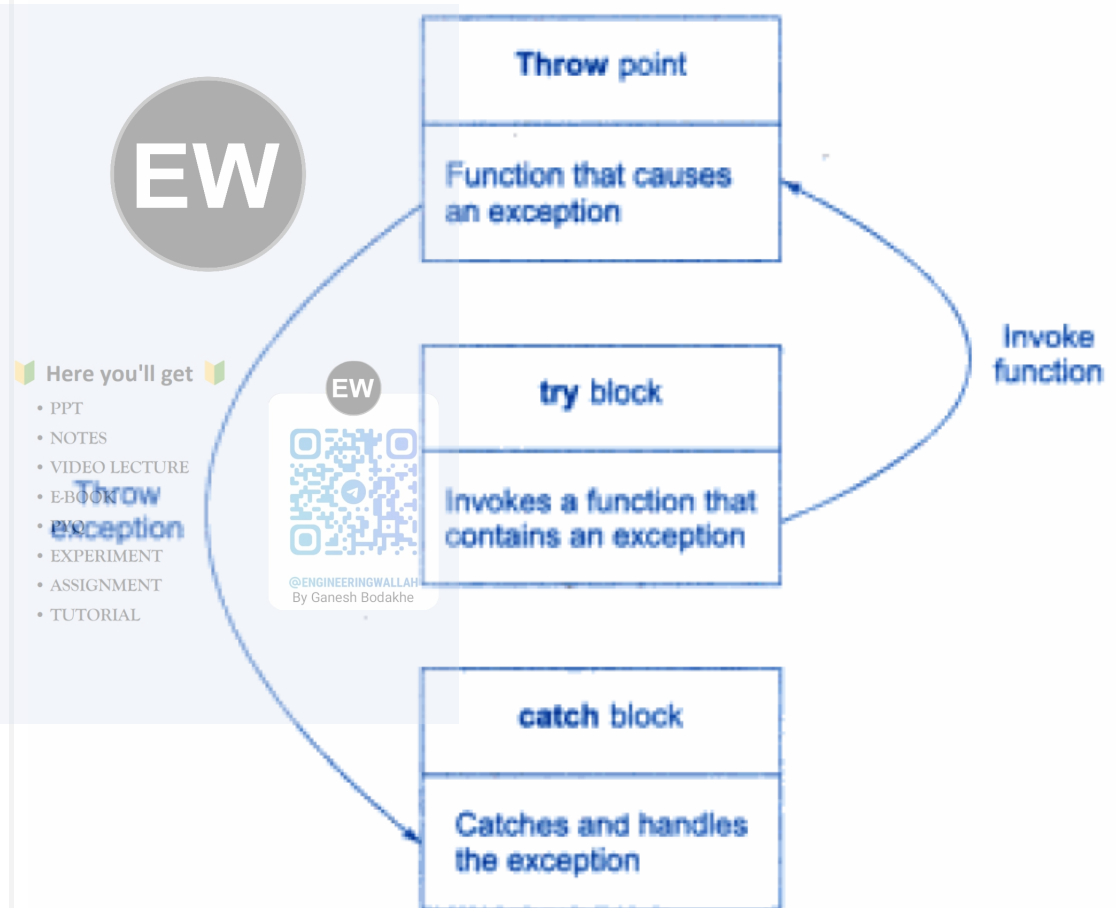 Throw point
Function that causes
an exception
EW
Invoke
function
Here you'll get
• PPT
• NOTES
• VIDEO LECTURE
• E-BOOK
• PYQ
• EXPERIMENT
• ASSIGNMENT
• TUTORIAL
Throw
exception
EW
@ENGINEERINGWALLAH
By Ganesh Bodakhe
try block
Invokes a function that
contains an exception
catch block
Catches and handles
the exception